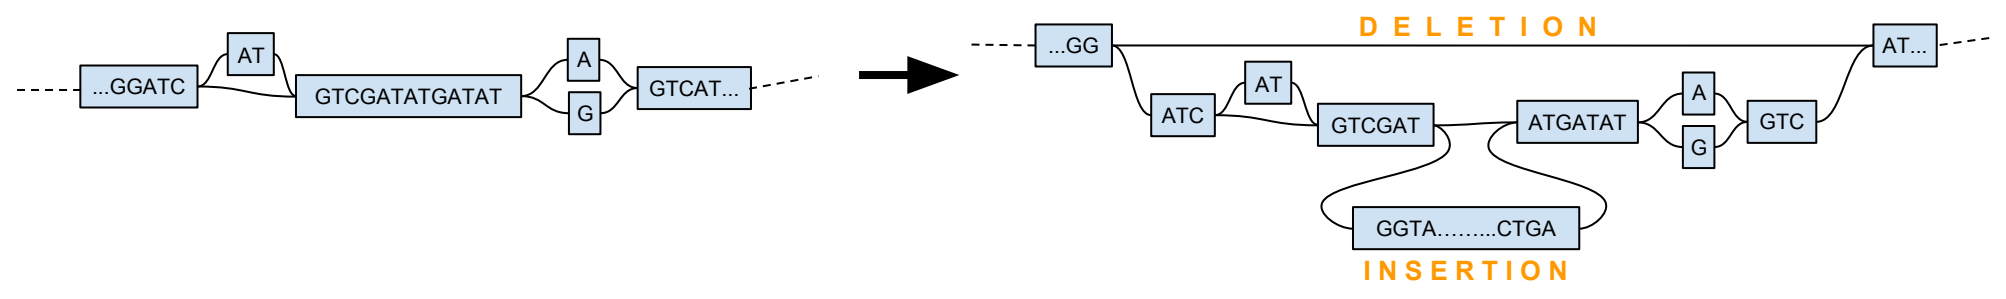 ...GGATC
AT
GTCGATATGATAT
A
G
GTCAT...
DELETION
...GG
AT...
ATC
AT
GTCGAT
ATGATAT
A
G
GTC
GGTA.........CTGA
INSERTION